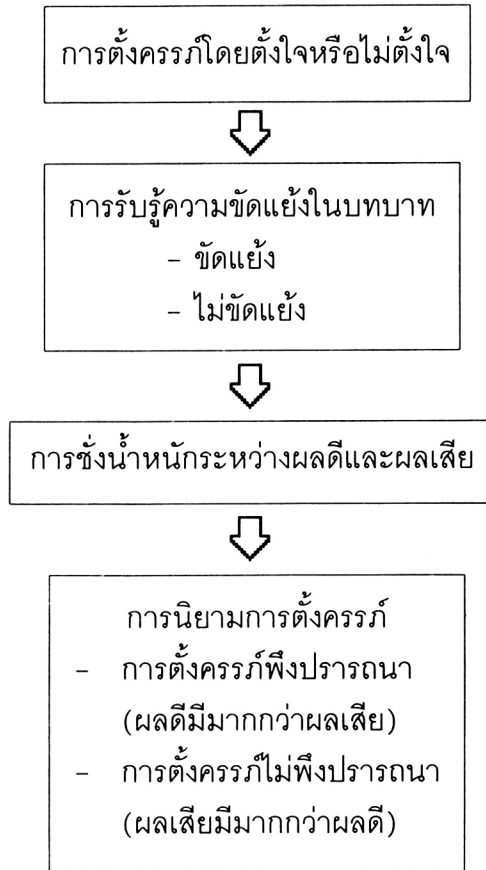 การตั้งครรภ์โดยตั้งใจหรือไม่ตั้งใจ
การรับรู้ความขัดแย้งในบทบาท
- ขัดแย้ง
- ไม่ขัดแย้ง
การชั่งน้ำหนักระหว่างผลดีและผลเสีย
การนิยามการตั้งครรภ์
- การตั้งครรภ์พึงปรารถนา
(ผลดีมีมากกว่าผลเสีย)
- การตั้งครรภ์ไม่พึงปรารถนา
(ผลเสียมีมากกว่าผลดี)